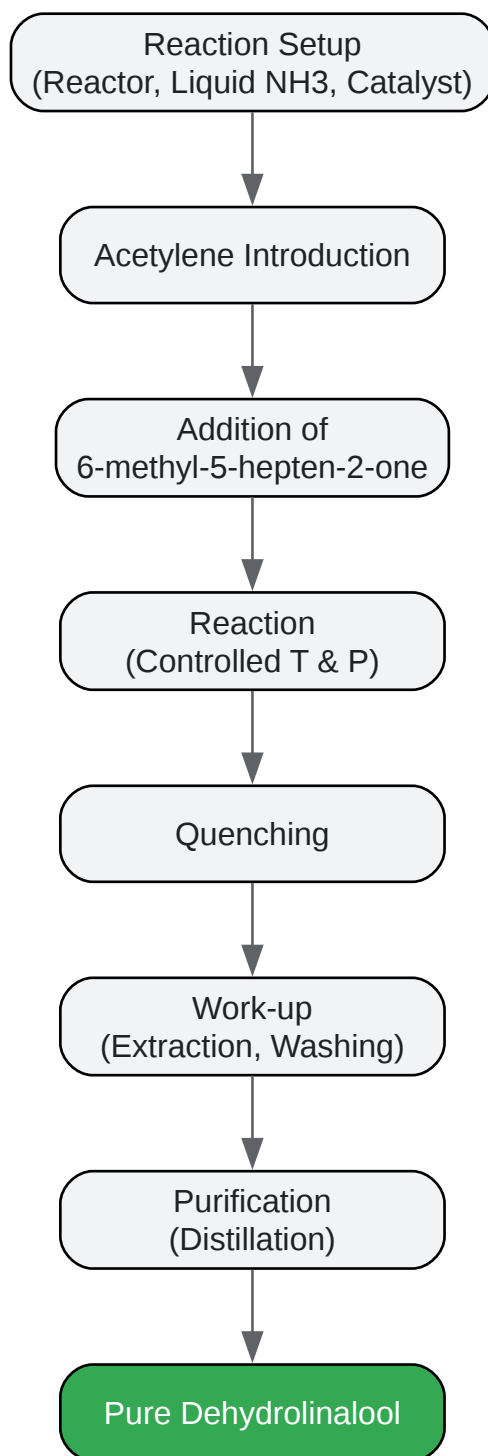 Reaction Setup
(Reactor, Liquid NH3, Catalyst)
Acetylene Introduction
Addition of
6-methyl-5-hepten-2-one
Reaction
(Controlled T & P)
Quenching
Work-up
(Extraction, Washing)
Purification
(Distillation)
Pure Dehydrolinalool